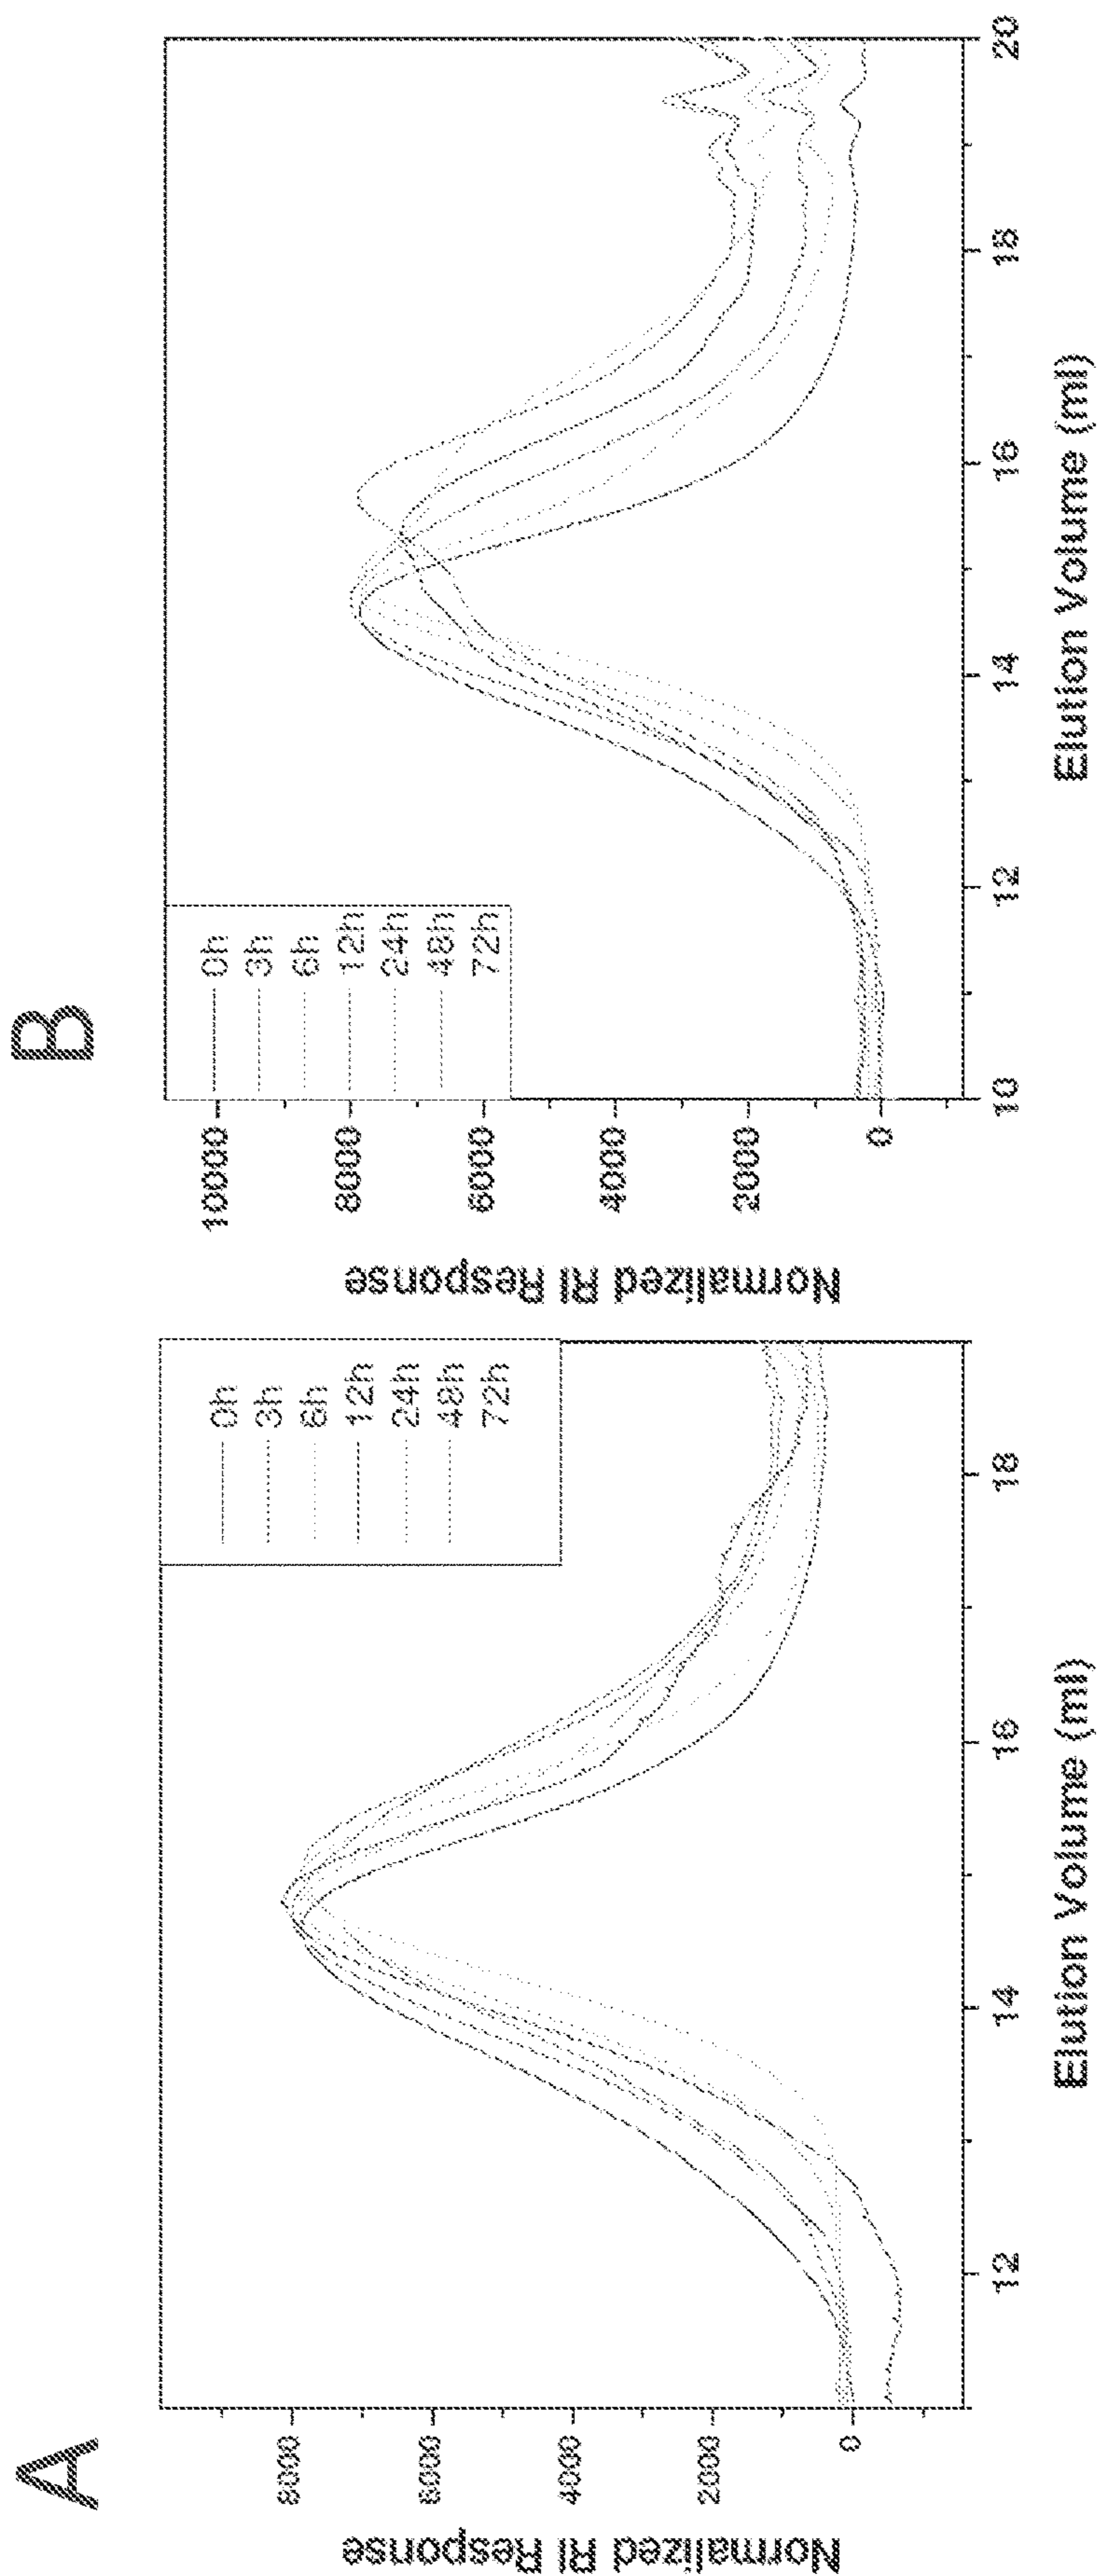 A
Normalized RI Response
8000
6000
4000
2000
0
12
14
16
18
Elution Volume (ml)
0h
3h
6h
12h
24h
48h
72h
B
Normalized RI Response
10000
8000
6000
4000
2000
0
10
12
14
16
18
20
Elution Volume (ml)
0h
3h
6h
12h
24h
48h
72h